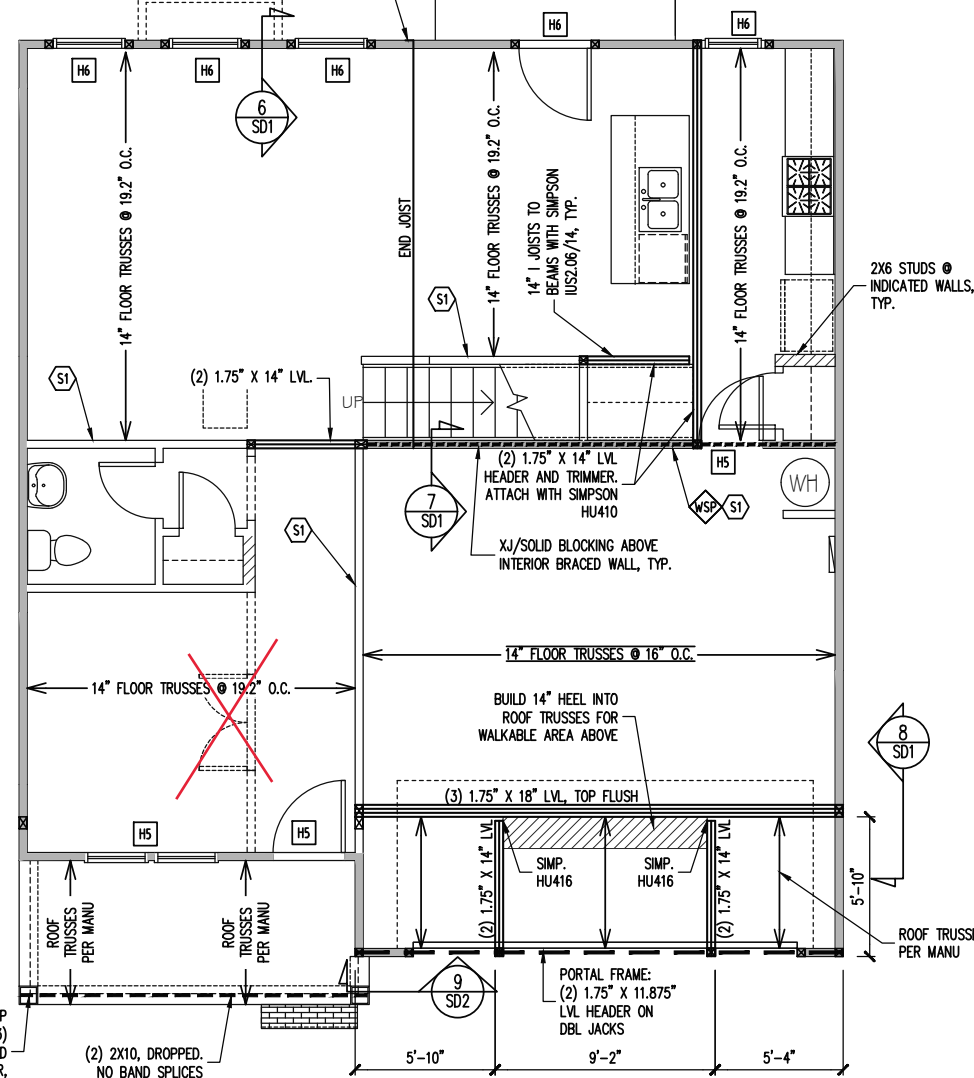 H6
H6
H6
H6
H6
6
SD1
14" FLOOR TRUSSES @ 19.2" O.C.
END JOIST
14" FLOOR TRUSSES @ 19.2" O.C.
14" I JOISTS TO
BEAMS WITH SIMPSON
IUS2.06/14, TYP.
14" FLOOR TRUSSES @ 19.2" O.C.
2X6 STUDS @
INDICATED WALLS,
TYP.
S1
S1
(2) 1.75" X 14" LVL.
UP
(2) 1.75" X 14" LVL
HEADER AND TRIMMER.
ATTACH WITH SIMPSON
HU410
H5
WH
WSP
S1
7
SD1
S1
XJ/SOLID BLOCKING ABOVE
INTERIOR BRACED WALL, TYP.
14" FLOOR TRUSSES @ 16" O.C.
14" FLOOR TRUSSES @ 19.2" O.C.
BUILD 14" HEEL INTO
ROOF TRUSSES FOR
WALKABLE AREA ABOVE
8
SD1
(3) 1.75" X 18" LVL, TOP FLUSH
H5
H5
(2) 1.75" X 14" LVL
SIMP.
HU416
SIMP.
HU416
(2) 1.75" X 14" LVL
5'-10"
ROOF
TRUSSES
PER MANU
ROOF
TRUSSES
PER MANU
ROOF TRUSSE
PER MANU
9
SD2
PORTAL FRAME:
(2) 1.75" X 11.875"
LVL HEADER ON
DBL JACKS
(2) 2X10, DROPPED.
NO BAND SPLICES
5'-10"
9'-2"
5'-4"